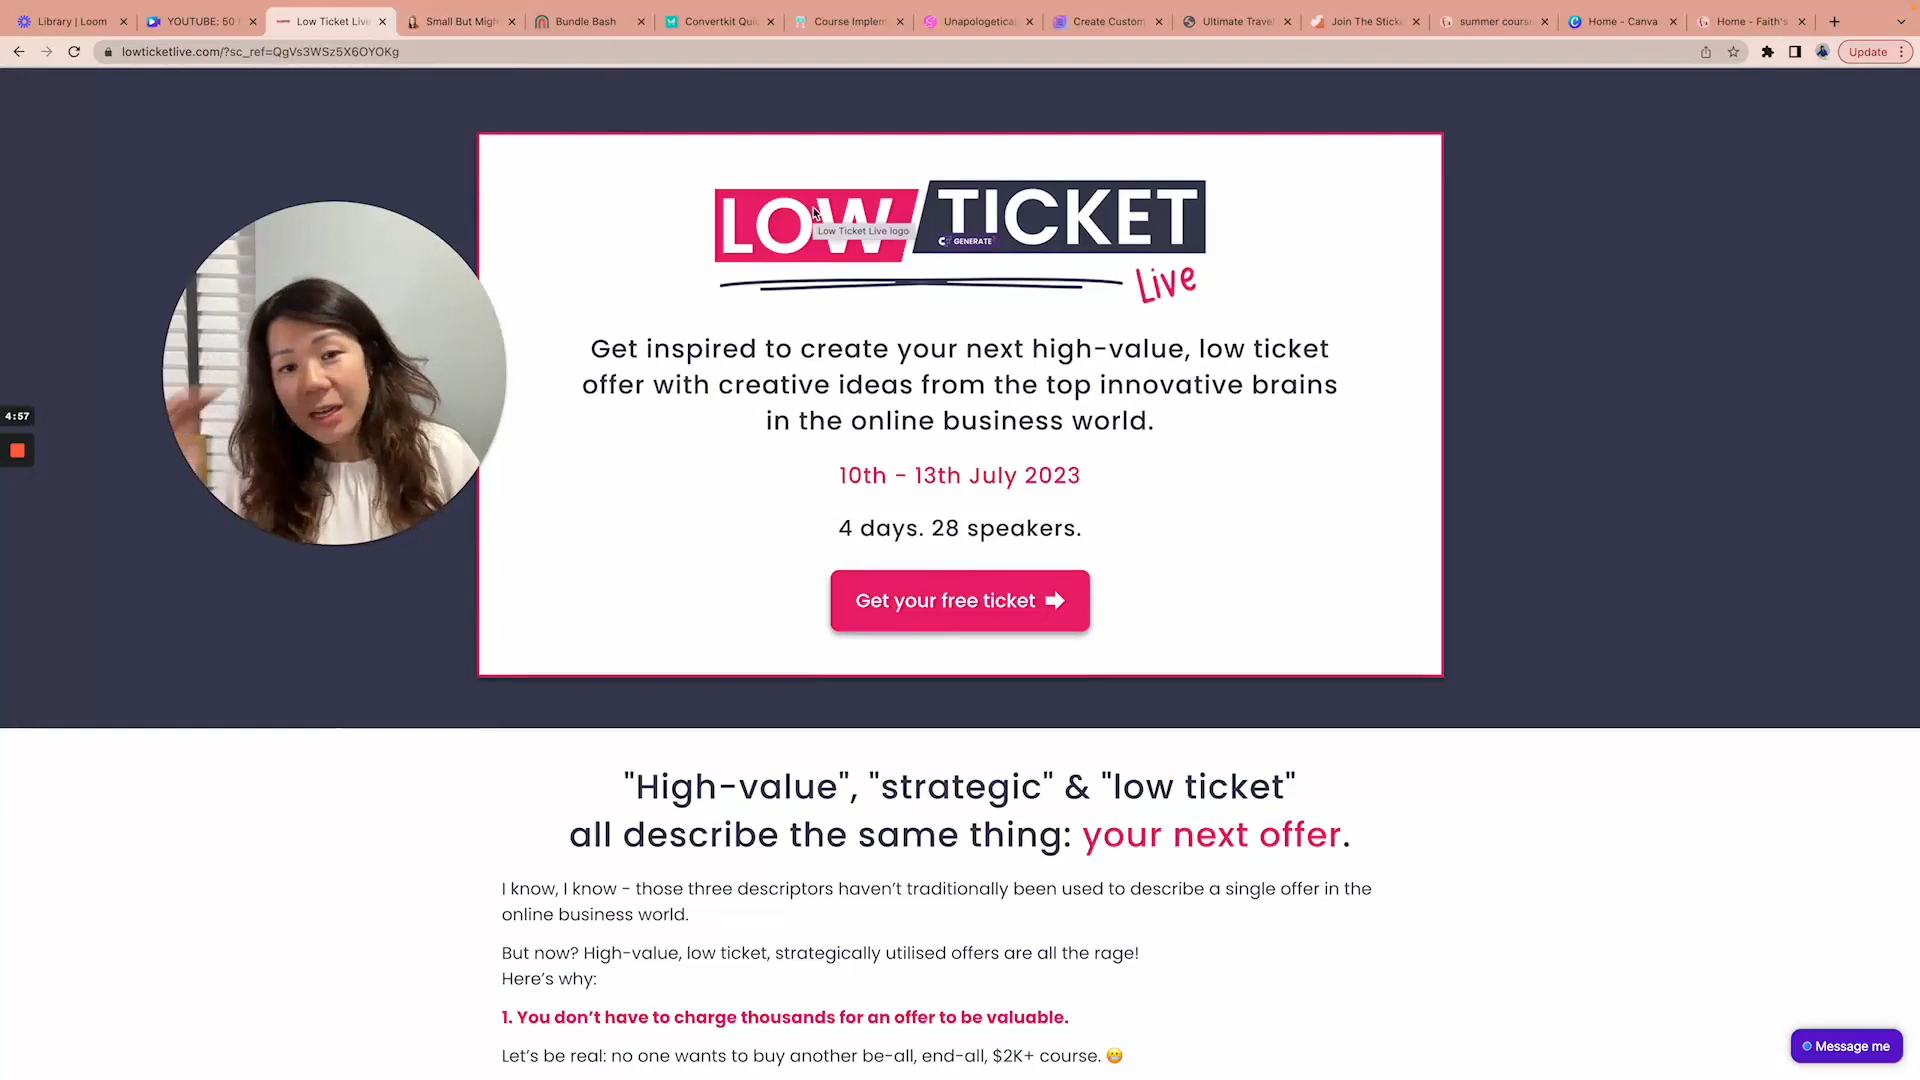 Library | Loom
YOUTUBE: 50
Low Ticket Live
Small But Migh
Bundle Bash
Convertkit Qui
Course Implem
Unapologetical
Create Custom
Ultimate Travel
Join The Sticke
summer course
Home - Canva
Home - Faith's
lowticketlive.com/?sc_ref=QgVs3WSz5X6OYOKg
Update
LOW TICKET
Low Ticket Live logo
GENERATE
Live
Get inspired to create your next high-value, low ticket
offer with creative ideas from the top innovative brains
in the online business world.
4:57
10th - 13th July 2023
4 days. 28 speakers.
Get your free ticket
"High-value", "strategic" & "low ticket"
all describe the same thing: your next offer.
I know, I know - those three descriptors haven't traditionally been used to describe a single offer in the
online business world.
But now? High-value, low ticket, strategically utilised offers are all the rage!
Here's why:
1. You don't have to charge thousands for an offer to be valuable.
Let's be real: no one wants to buy another be-all, end-all, $2K+ course. 😬
Message me